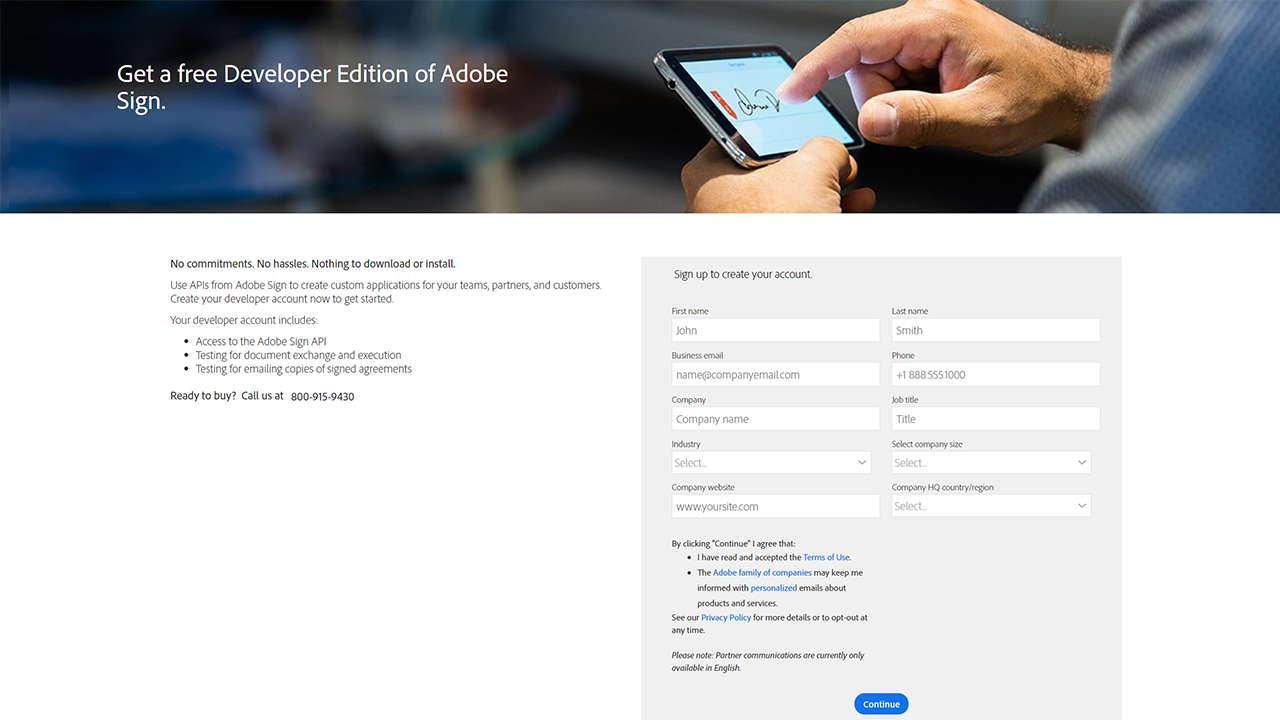 Get a free Developer Edition of Adobe
Sign.
No commitments. No hassles. Nothing to download or install.
Use APIs from Adobe Sign to create custom applications for your teams, partners, and customers.
Create your developer account now to get started.
Your developer account includes:
• Access to the Adobe Sign API
• Testing for document exchange and execution
• Testing for emailing copies of signed agreements
Ready to buy? Call us at 800-915-9430
Sign up to create your account.
First name Last name
John Smith
Business email Phone
name@companyemail.com +1 888.555.1000
Company Job title
Company name Title
Industry Select company size
Select... Select...
Company website Company HQ country/region
www.yoursite.com Select...
By clicking "Continue" I agree that:
• I have read and accepted the Terms of Use.
• The Adobe family of companies may keep me
informed with personalized emails about
products and services.
See our Privacy Policy for more details or to opt-out at
any time.
Please note: Partner communications are currently only
available in English.
Continue